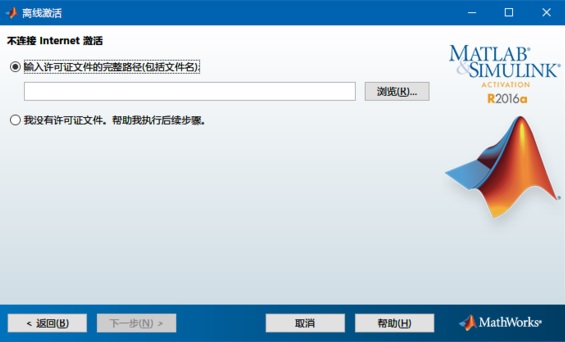 离线激活
不连接 Internet 激活
输入许可证文件的完整路径(包括文件名):
浏览(R)...
我没有许可证文件。帮助我执行后续步骤。
MATLAB®
&SIMULINK®
ACTIVATION
R2016a
< 返回(B)
下一步(N) >
取消
帮助(H)
MathWorks®